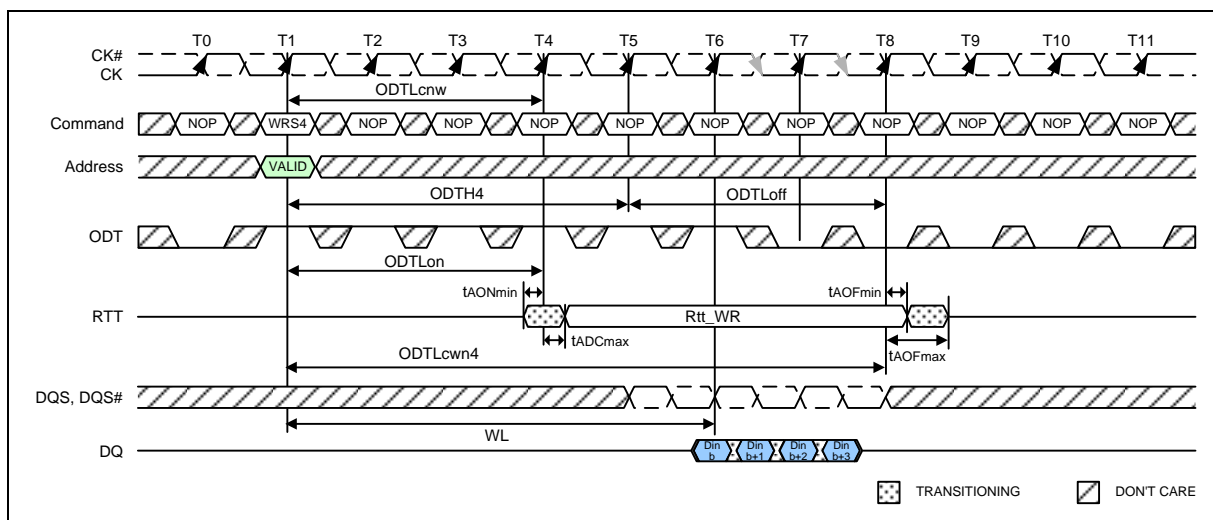 T0 T1 T2 T3 T4 T5 T6 T7 T8 T9 T10 T11
CK#
CK
ODTLcnw
Command NOP WRS4 NOP NOP NOP NOP NOP NOP NOP NOP NOP NOP
Address VALID
ODTH4 ODTLoff
ODT
ODTLon
tAONmin tAOFmin
RTT Rtt_WR
tADCmax tAOFmax
ODTLcwn4
DQS, DQS#
WL
DQ Din b Din b+1 Din b+2 Din b+3
TRANSITIONING DON'T CARE